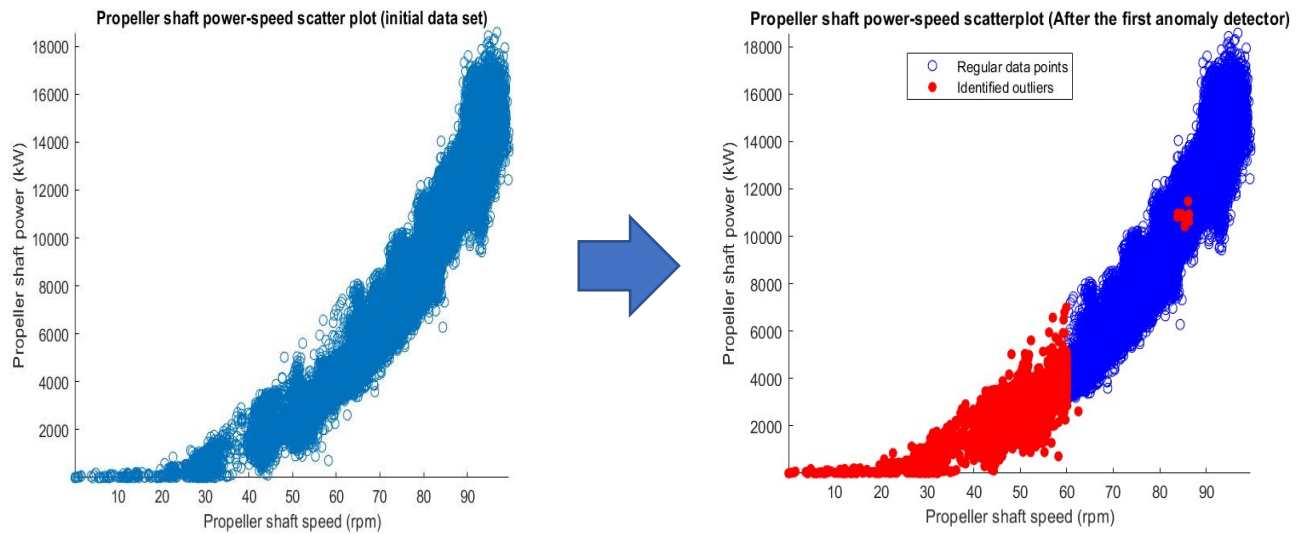 Propeller shaft power-speed scatter plot (initial data set)
18000
16000
14000
12000
10000
8000
6000
4000
2000
Propeller shaft power (kW)
10 20 30 40 50 60 70 80 90
Propeller shaft speed (rpm)
Propeller shaft power-speed scatterplot (After the first anomaly detector)
Regular data points
Identified outliers
18000
16000
14000
12000
10000
8000
6000
4000
2000
Propeller shaft power (kW)
10 20 30 40 50 60 70 80 90
Propeller shaft speed (rpm)